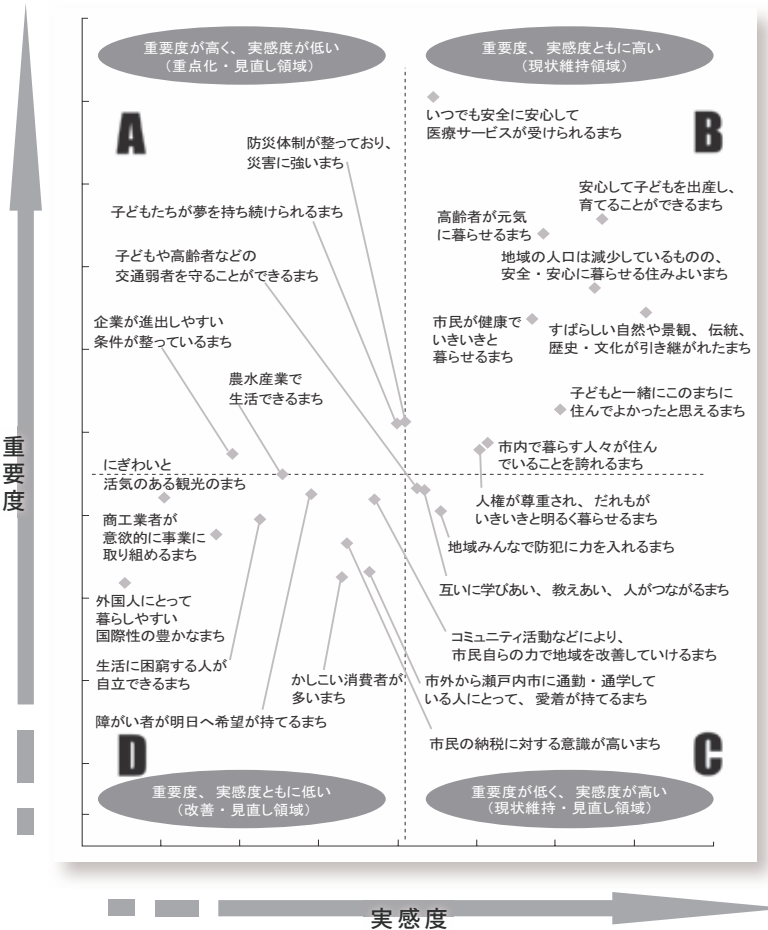 重要度が高く、実感度が低い
（重点化・見直し領域）
重要度、実感度ともに高い
（現状維持領域）
A
B
いつでも安全に安心して
医療サービスが受けられるまち
防災体制が整っており、
災害に強いまち
安心して子どもを出産し、
育てることができるまち
子どもたちが夢を持ち続けられるまち
高齢者が元気
に暮らせるまち
子どもや高齢者などの
交通弱者を守ることができるまち
地域の人口は減少しているものの、
安全・安心に暮らせる住みよいまち
企業が進出しやすい
条件が整っているまち
市民が健康で
いきいきと
暮らせるまち
すばらしい自然や景観、伝統、
歴史・文化が引き継がれたまち
農水産業で
生活できるまち
子どもと一緒にこのまちに
住んでよかったと思えるまち
重要度
にぎわいと
活気のある観光のまち
市内で暮らす人々が住ん
でいることを誇れるまち
人権が尊重され、だれもが
いきいきと明るく暮らせるまち
商工業者が
意欲的に事業に
取り組めるまち
地域みんなで防犯に力を入れるまち
外国人にとって
暮らしやすい
国際性の豊かなまち
互いに学びあい、教えあい、人がつながるまち
コミュニティ活動などにより、
市民自らの力で地域を改善していけるまち
生活に困窮する人が
自立できるまち
かしこい消費者が
多いまち
市外から瀬戸内市に通勤・通学して
いる人にとって、愛着が持てるまち
障がい者が明日へ希望が持てるまち
市民の納税に対する意識が高いまち
D
C
重要度、実感度ともに低い
（改善・見直し領域）
重要度が低く、実感度が高い
（現状維持・見直し領域）
実感度